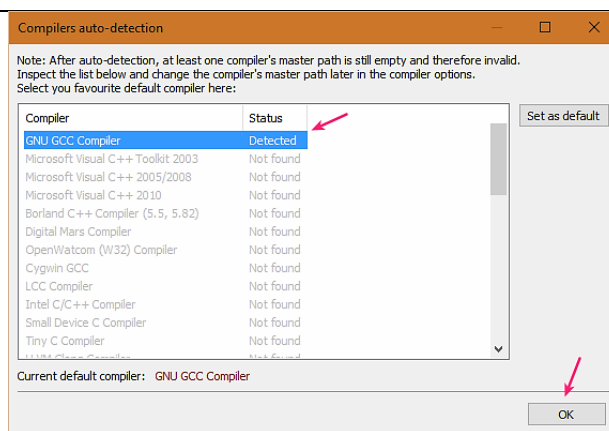 Compilers auto-detection
Note: After auto-detection, at least one compiler's master path is still empty and therefore invalid.
Inspect the list below and change the compiler's master path later in the compiler options.
Select you favourite default compiler here:
Compiler Status
Set as default
GNU GCC Compiler Detected
Microsoft Visual C++ Toolkit 2003 Not found
Microsoft Visual C++ 2005/2008 Not found
Microsoft Visual C++ 2010 Not found
Borland C++ Compiler (5.5, 5.82) Not found
Digital Mars Compiler Not found
OpenWatcom (W32) Compiler Not found
Cygwin GCC Not found
LCC Compiler Not found
Intel C/C++ Compiler Not found
Small Device C Compiler Not found
Tiny C Compiler Not found
Current default compiler: GNU GCC Compiler
OK